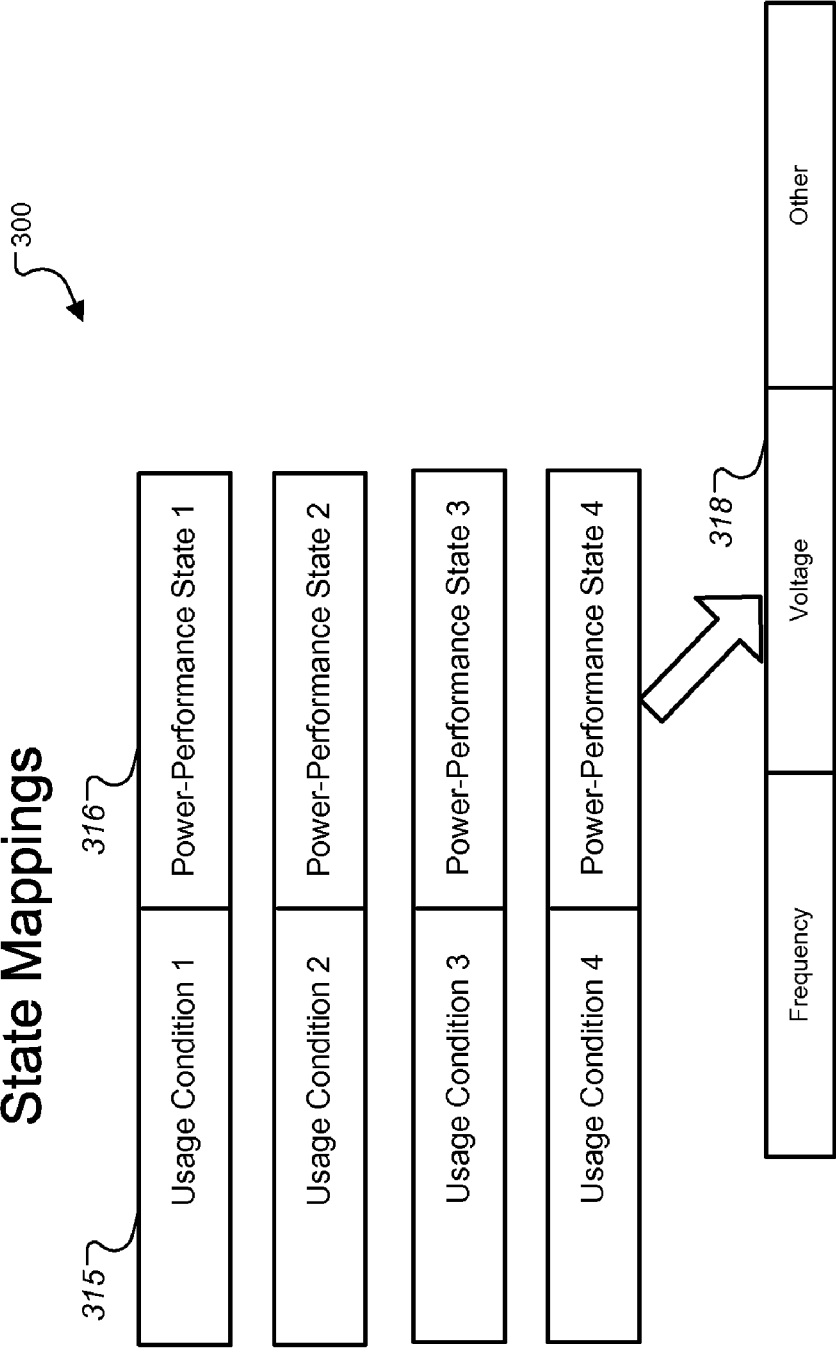 State Mappings
300
315
316
Usage Condition 1
Power-Performance State 1
Usage Condition 2
Power-Performance State 2
Usage Condition 3
Power-Performance State 3
Usage Condition 4
Power-Performance State 4
318
Frequency
Voltage
Other